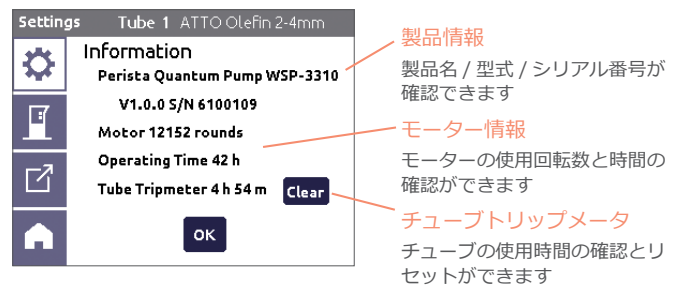 Settings Tube 1 ATTO Olefin 2-4mm
Information
Perista Quantum Pump WSP-3310
V1.0.0 S/N 6100109
Motor 12152 rounds
Operating Time 42 h
Tube Tripmeter 4 h 54 m Clear
OK
製品情報
製品名 / 型式 / シリアル番号が
確認できます
モーター情報
モーターの使用回転数と時間の
確認ができます
チューブトリップメータ
チューブの使用時間の確認とリ
セットができます